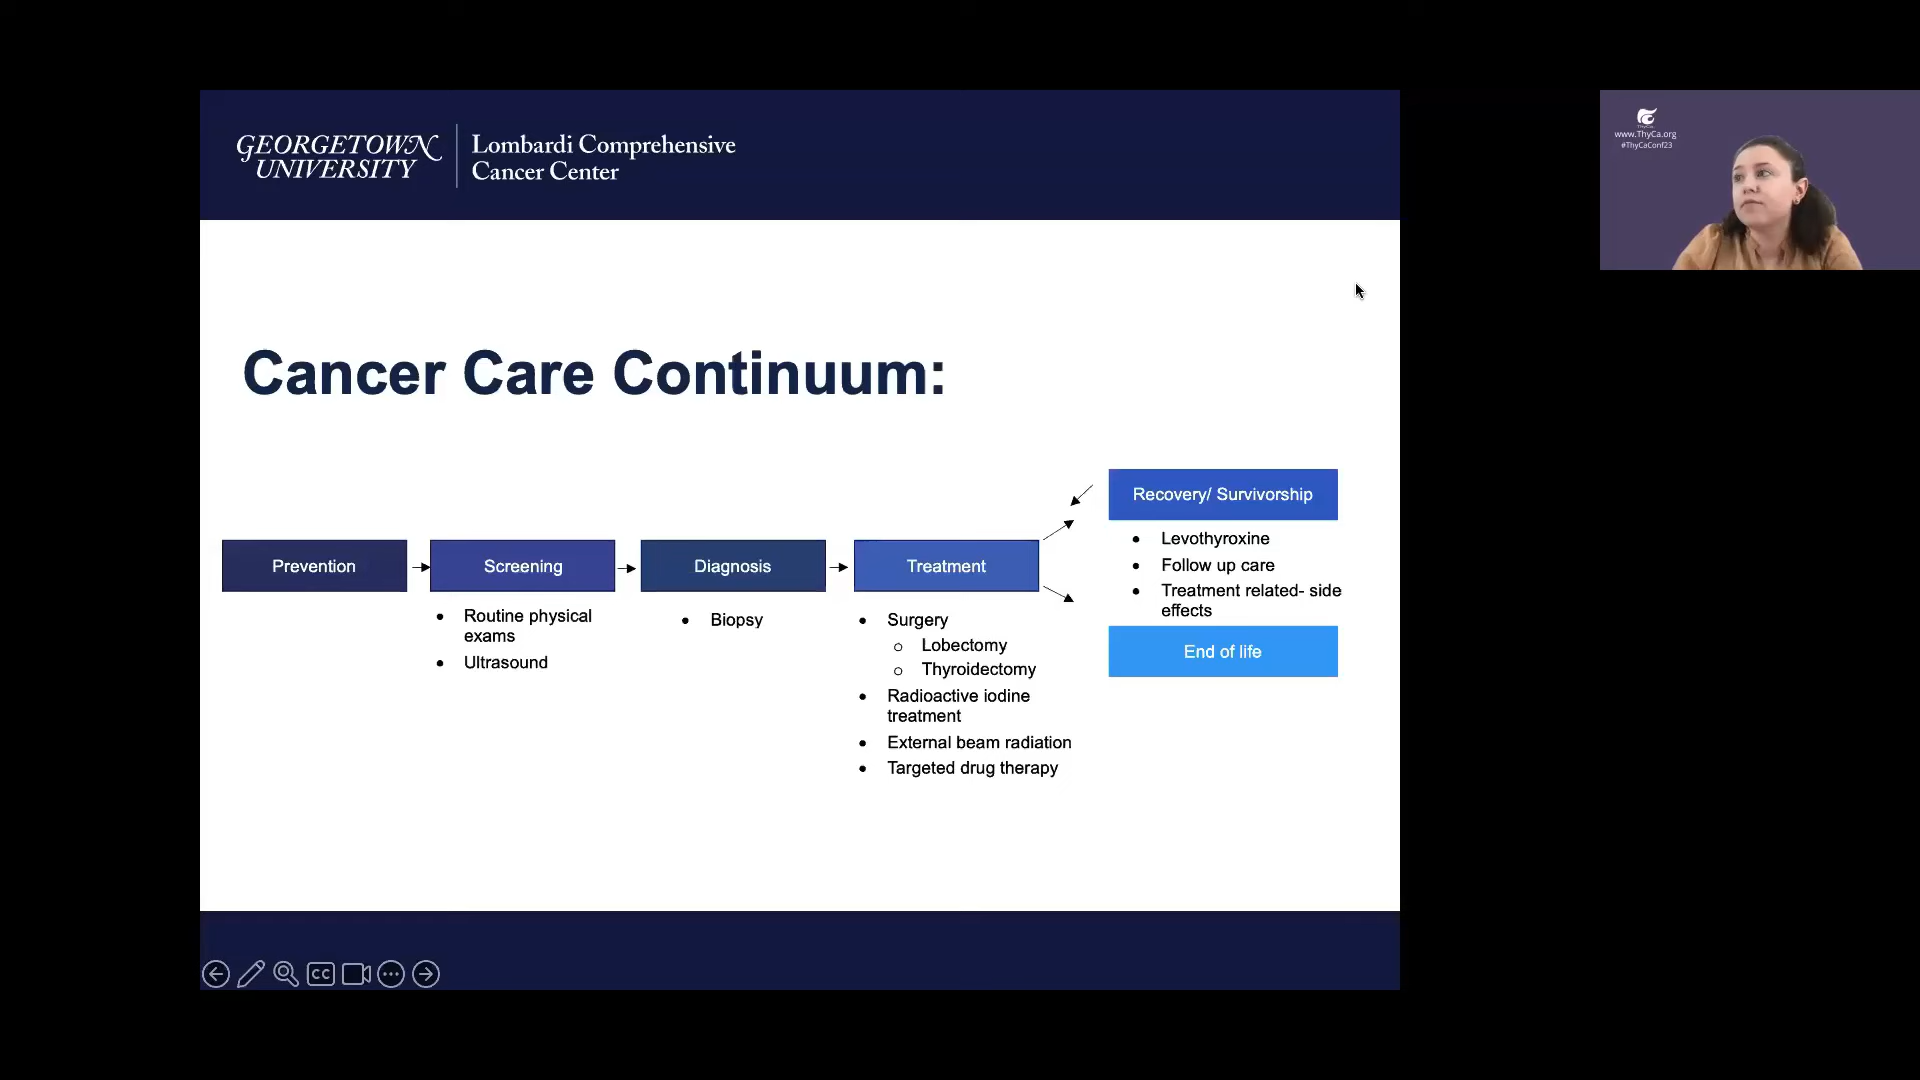 GEORGETOWN
UNIVERSITY
Lombardi Comprehensive
Cancer Center
ThyCa
www.ThyCa.org
#ThyCaConf23
Cancer Care Continuum:
Prevention
Screening
Routine physical
exams
Ultrasound
Diagnosis
Biopsy
Treatment
Surgery
Lobectomy
Thyroidectomy
Radioactive iodine
treatment
External beam radiation
Targeted drug therapy
Recovery/ Survivorship
Levothyroxine
Follow up care
Treatment related- side
effects
End of life
CC